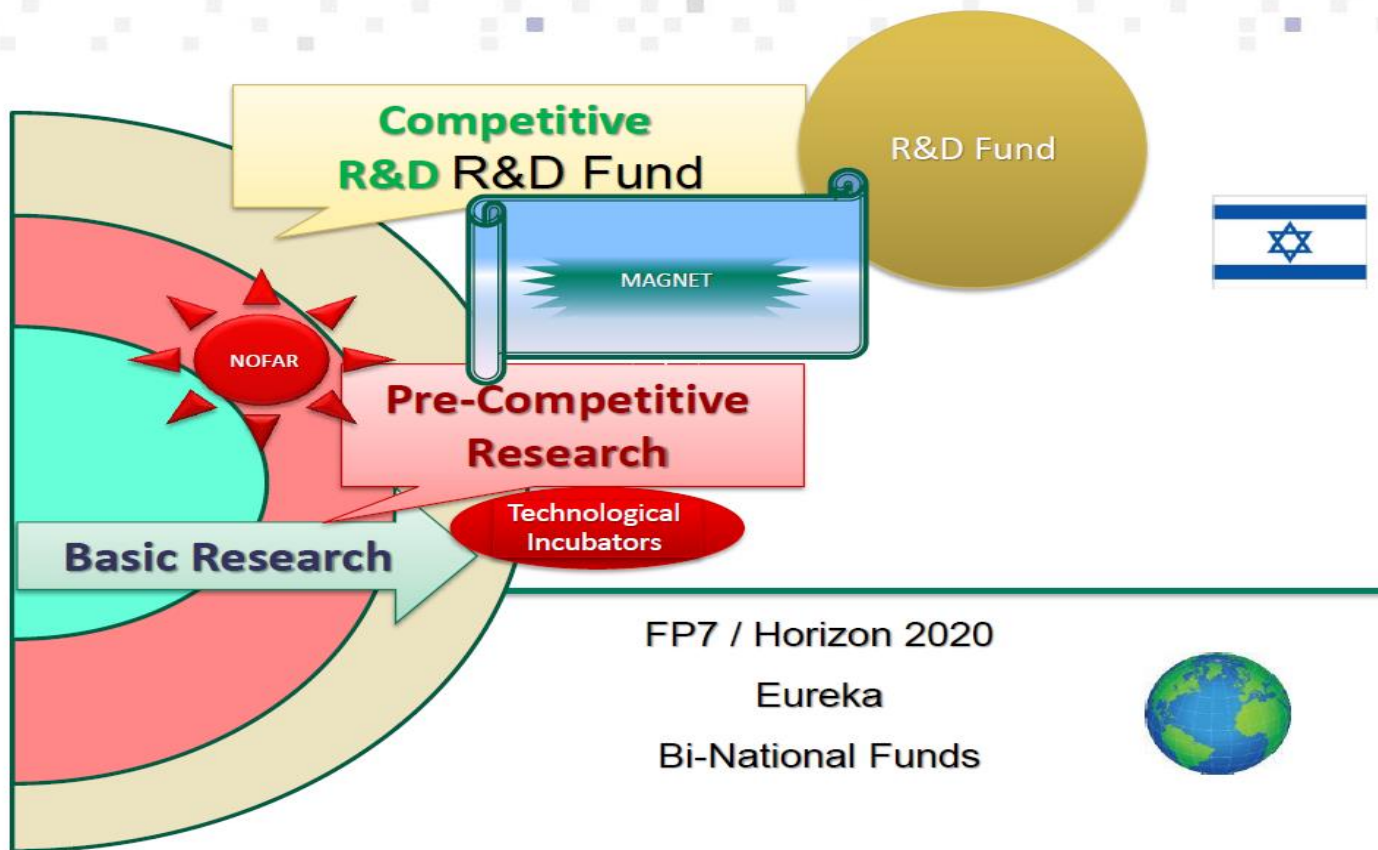 Competitive
R&D R&D Fund
R&D Fund
MAGNET
NOFAR
Pre-Competitive
Research
Technological
Incubators
Basic Research
FP7 / Horizon 2020
Eureka
Bi-National Funds